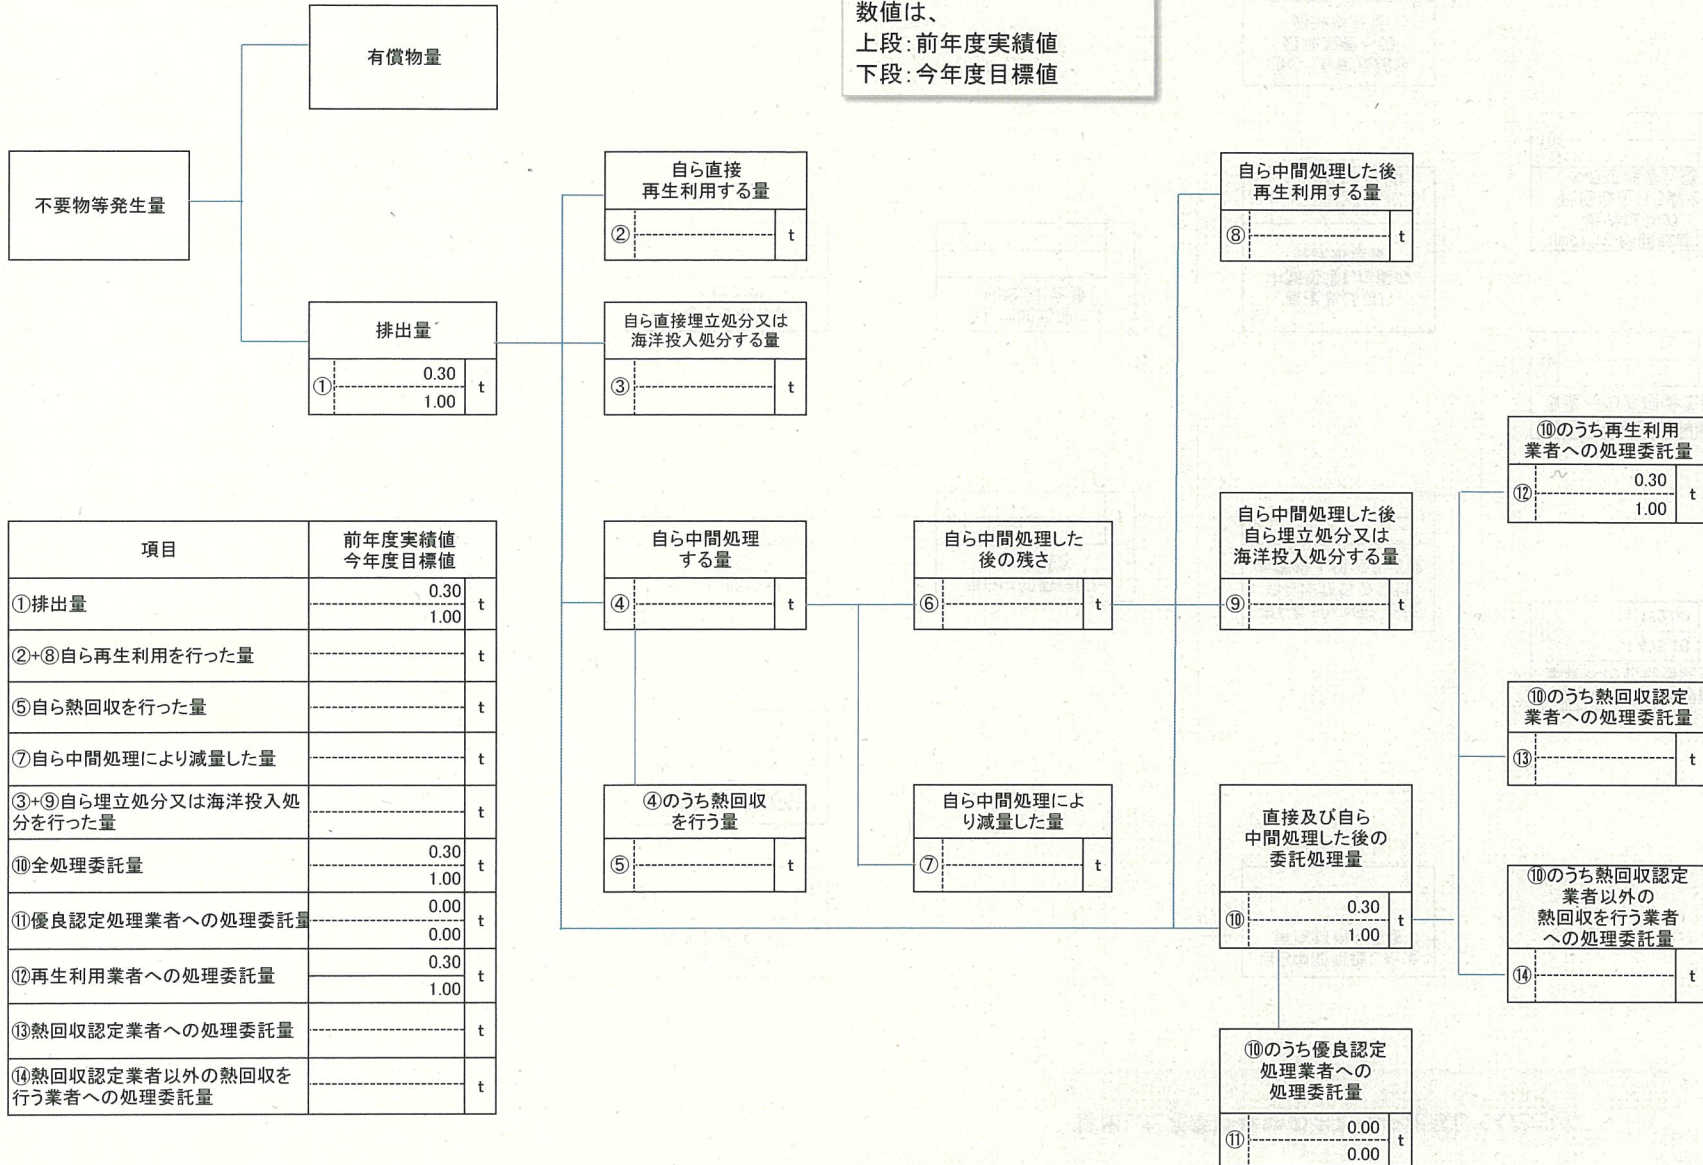 数値は、
上段：前年度実績値
下段：今年度目標値
有償物量
不要物等発生量
排出量
① 0.30 t
1.00
自ら直接
再生利用する量
② t
自ら直接埋立処分又は
海洋投入処分する量
③ t
自ら中間処理
する量
④ t
④のうち熱回収
を行う量
⑤ t
自ら中間処理した
後の残さ
⑥ t
自ら中間処理によ
り減量した量
⑦ t
自ら中間処理した後
再生利用する量
⑧ t
自ら中間処理した後
自ら埋立処分又は
海洋投入処分する量
⑨ t
直接及び自ら
中間処理した後の
委託処理量
⑩ 0.30 t
1.00
⑩のうち優良認定
処理業者への
処理委託量
⑪ 0.00 t
0.00
⑩のうち再生利用
業者への処理委託量
⑫ 0.30 t
1.00
⑩のうち熱回収認定
業者への処理委託量
⑬ t
⑩のうち熱回収認定
業者以外の
熱回収を行う業者
への処理委託量
⑭ t
項目 前年度実績値
今年度目標値
①排出量 0.30 t
1.00
②+⑧自ら再生利用を行った量 t
⑤自ら熱回収を行った量 t
⑦自ら中間処理により減量した量 t
③+⑨自ら埋立処分又は海洋投入処
分を行った量 t
⑩全処理委託量 0.30 t
1.00
⑪優良認定処理業者への処理委託量 0.00 t
0.00
⑫再生利用業者への処理委託量 0.30 t
1.00
⑬熱回収認定業者への処理委託量 t
⑭熱回収認定業者以外の熱回収を
行う業者への処理委託量 t